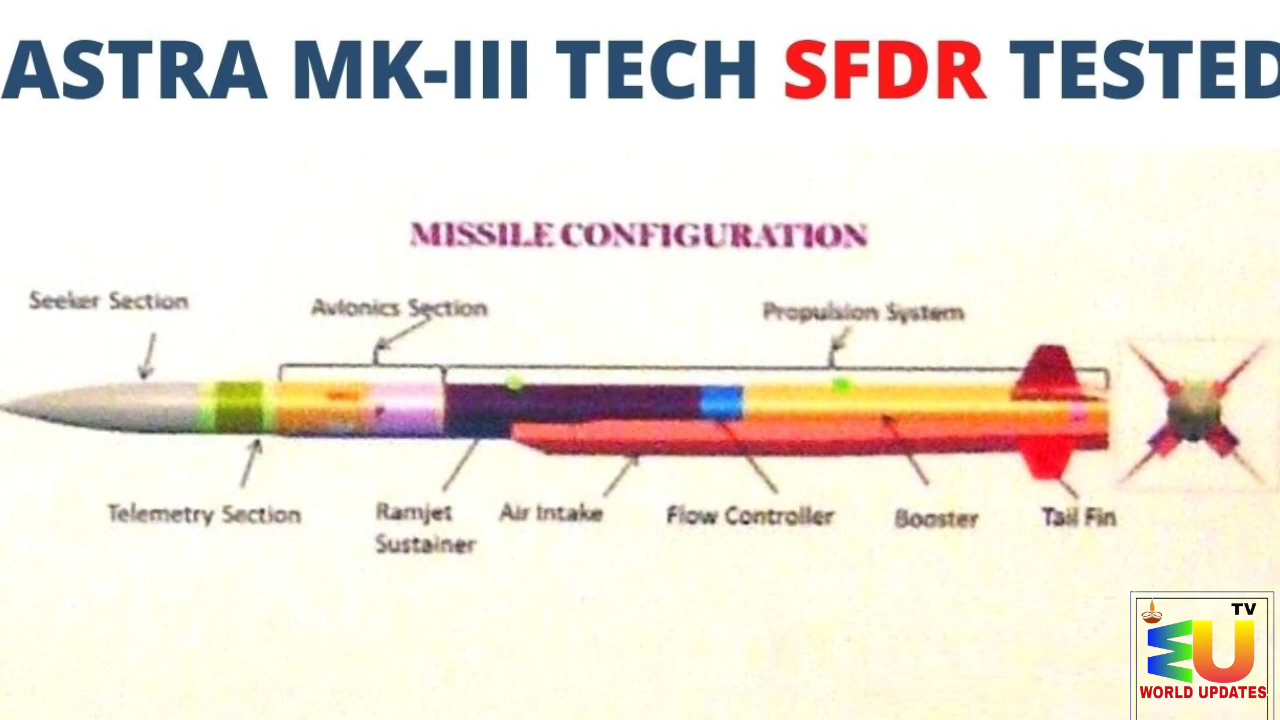 ASTRA MK-III TECH SFDR TESTED
MISSILE CONFIGURATION
Seeker Section
Avionics Section
Propulsion System
Telemetry Section
Ramjet
Sustainer
Air Intake
Flow Controller
Booster
Tail Fin
TV
WU
WORLD UPDATES